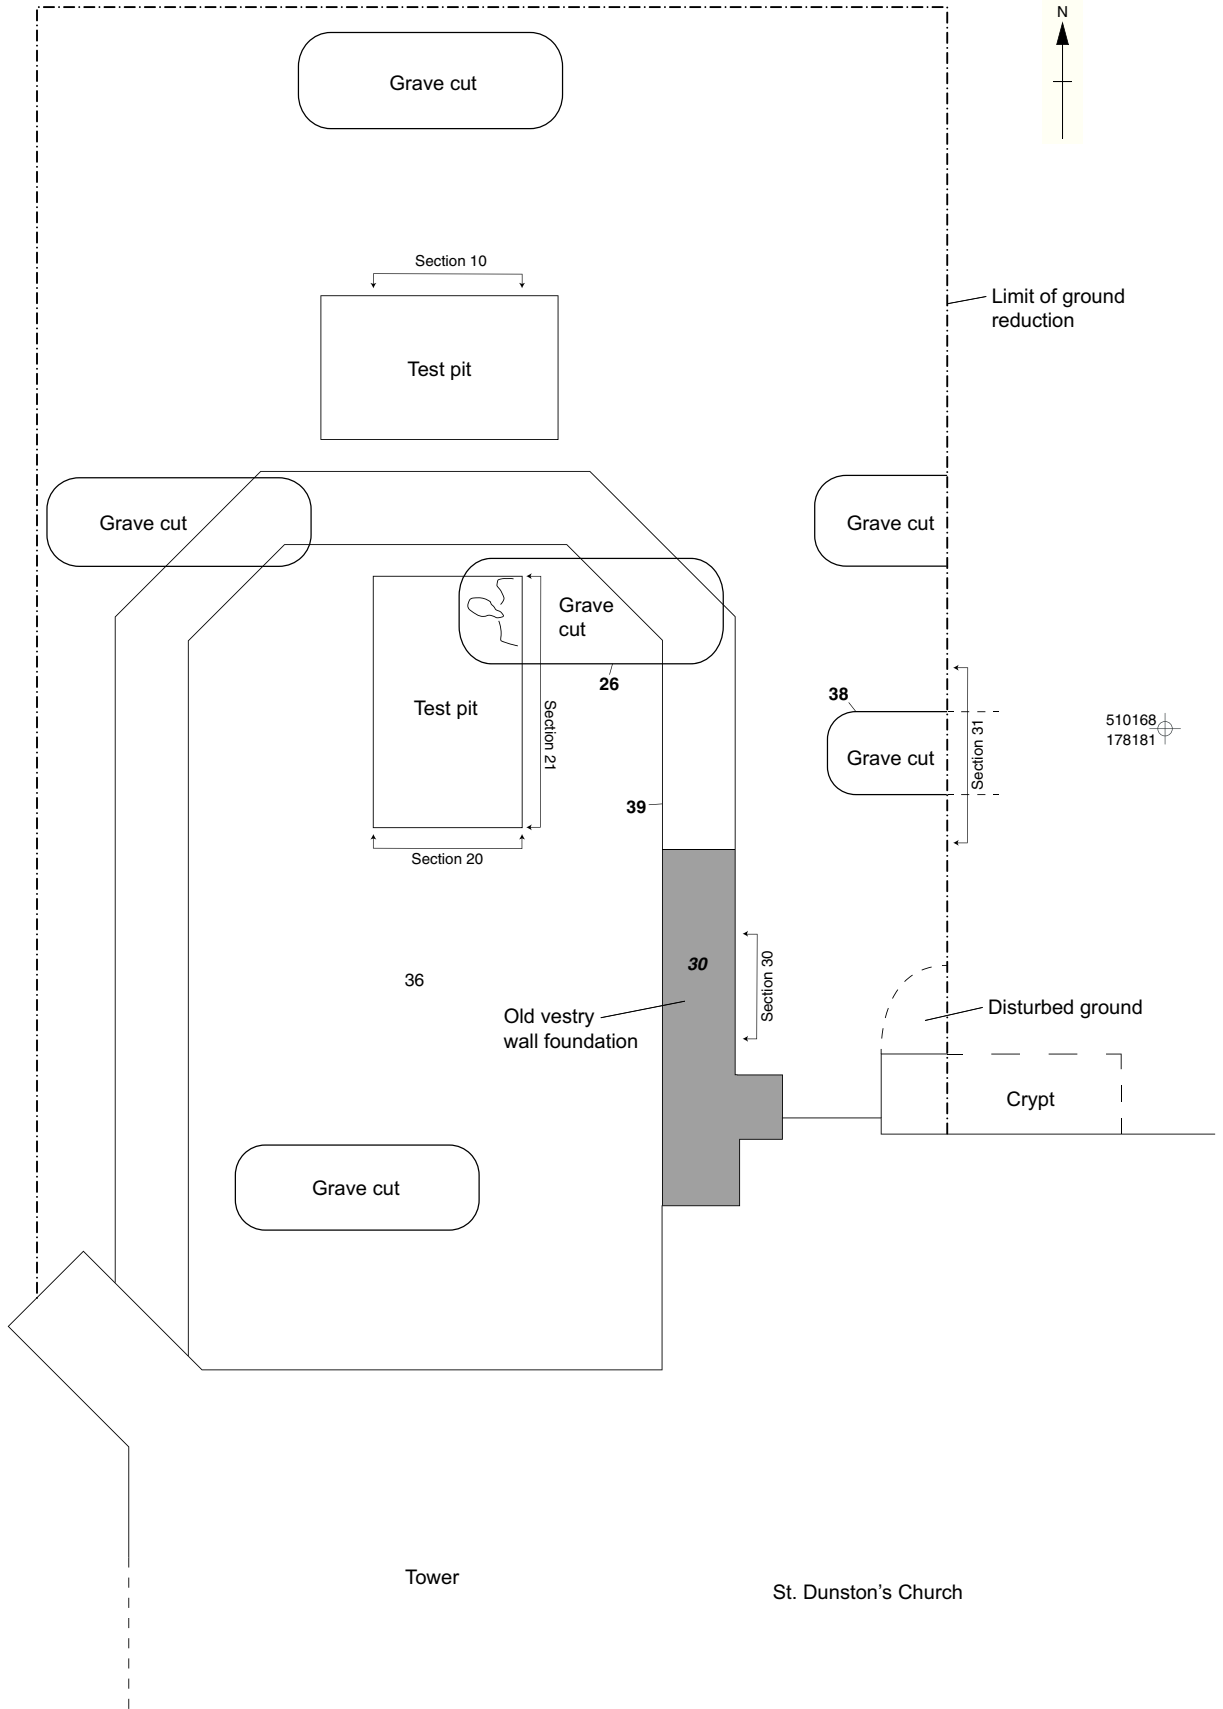 N
Grave cut
Section 10
Limit of ground
reduction
Test pit
Grave cut
Grave cut
Grave
cut
26
Test pit
Section 21
38
Grave cut
Section 31
510168
178181
39
Section 20
30
Section 30
36
Old vestry
wall foundation
Disturbed ground
Crypt
Grave cut
Tower
St. Dunston's Church